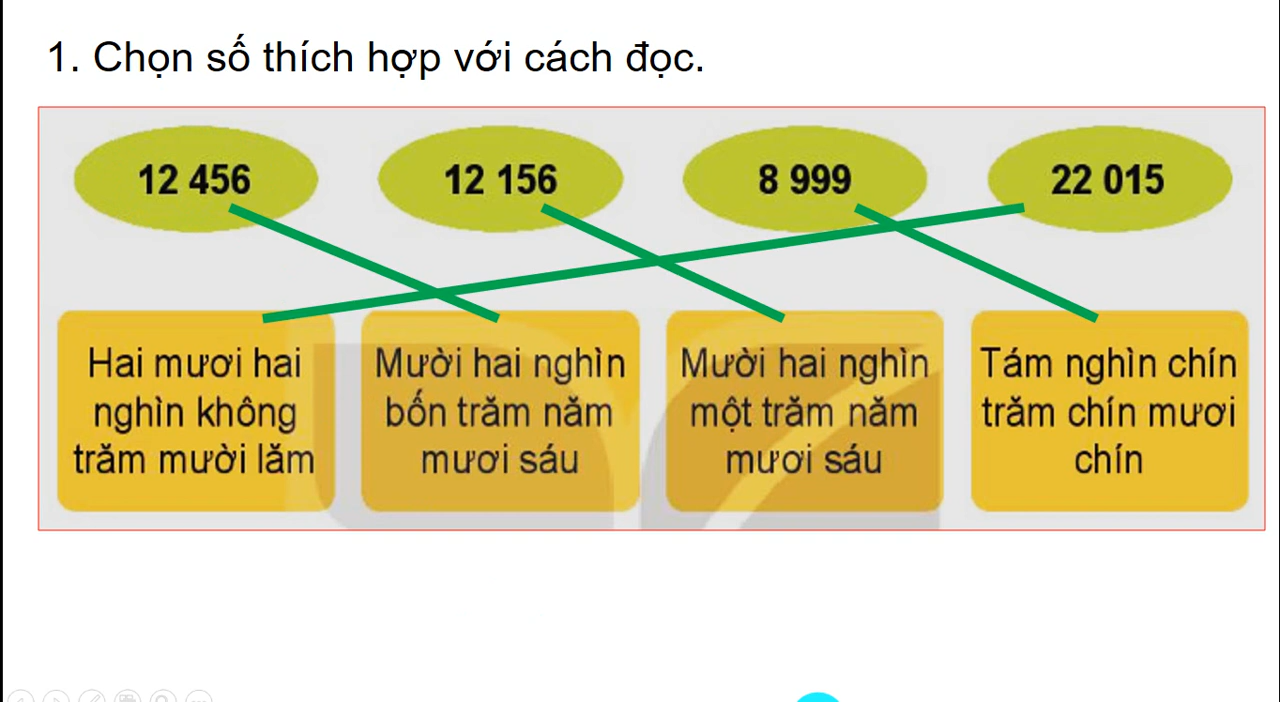 1. Chọn số thích hợp với cách đọc.
12 456
12 156
8 999
22 015
Hai mươi hai
nghìn không
trăm mười lăm
Mười hai nghìn
bốn trăm năm
mươi sáu
Mười hai nghìn
một trăm năm
mươi sáu
Tám nghìn chín
trăm chín mươi
chín